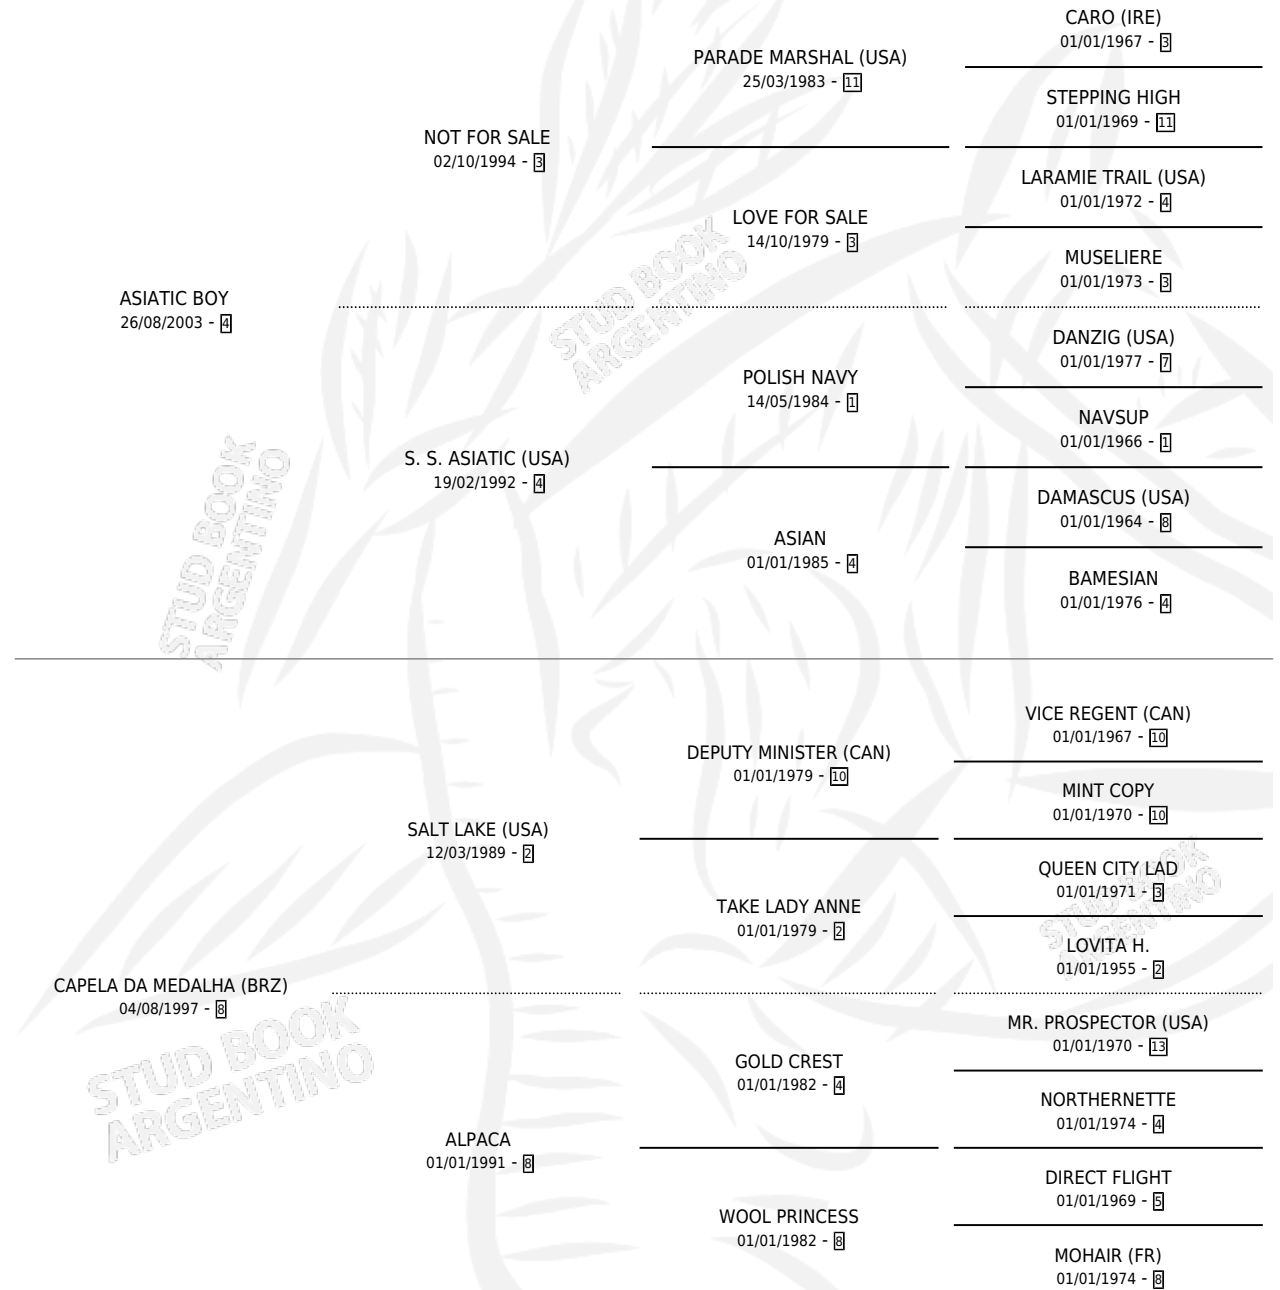 CARO (IRE)
01/01/1967 - 3
PARADE MARSHAL (USA)
25/03/1983 - 11
STEPPING HIGH
01/01/1969 - 11
NOT FOR SALE
02/10/1994 - 3
LARAMIE TRAIL (USA)
01/01/1972 - 4
LOVE FOR SALE
14/10/1979 - 3
MUSELIERE
01/01/1973 - 3
ASIATIC BOY
26/08/2003 - 4
STUD BOOK
ARGENTINO
DANZIG (USA)
01/01/1977 - 7
POLISH NAVY
14/05/1984 - 1
NAVSUP
01/01/1966 - 1
S. S. ASIATIC (USA)
19/02/1992 - 4
DAMASCUS (USA)
01/01/1964 - 8
ASIAN
01/01/1985 - 4
BAMESIAN
01/01/1976 - 4
STUD BOOK
ARGENTINO
VICE REGENT (CAN)
01/01/1967 - 10
DEPUTY MINISTER (CAN)
01/01/1979 - 10
MINT COPY
01/01/1970 - 10
SALT LAKE (USA)
12/03/1989 - 2
QUEEN CITY LAD
01/01/1971 - 3
TAKE LADY ANNE
01/01/1979 - 2
LOVITA H.
01/01/1955 - 2
STUD BOOK
ARGENTINO
CAPELA DA MEDALHA (BRZ)
04/08/1997 - 8
MR. PROSPECTOR (USA)
01/01/1970 - 13
GOLD CREST
01/01/1982 - 4
NORTHERNETTE
01/01/1974 - 4
STUD BOOK
ARGENTINO
ALPACA
01/01/1991 - 8
DIRECT FLIGHT
01/01/1969 - 5
WOOL PRINCESS
01/01/1982 - 8
MOHAIR (FR)
01/01/1974 - 8